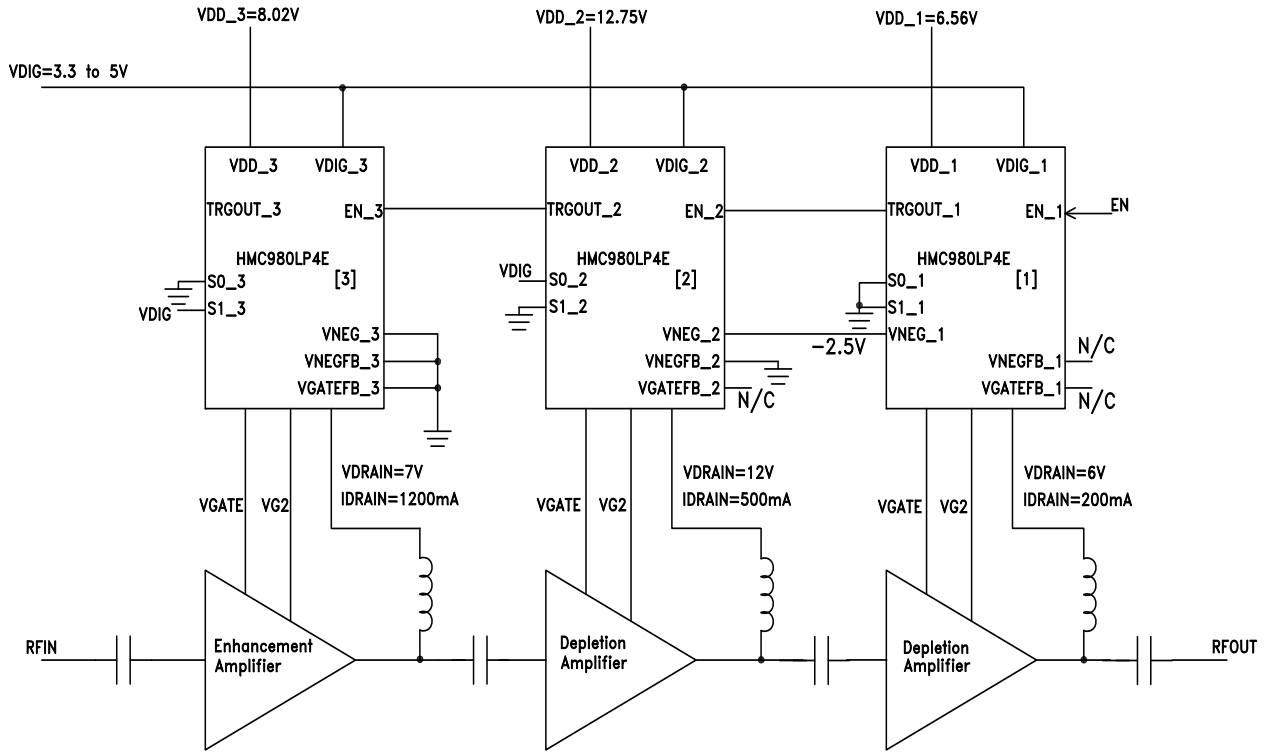 VDD_3=8.02V
VDD_2=12.75V
VDD_1=6.56V
VDIG=3.3 to 5V
VDD_3
VDIG_3
TRGOUT_3
EN_3
HMC980LP4E
[3]
S0_3
VDIG
S1_3
VNEG_3
VNEGFB_3
VGATEFB_3
VDD_2
VDIG_2
TRGOUT_2
EN_2
HMC980LP4E
[2]
VDIG
S0_2
S1_2
VNEG_2
VNEGFB_2
VGATEFB_2
N/C
-2.5V
VDD_1
VDIG_1
TRGOUT_1
EN_1
EN
HMC980LP4E
[1]
S0_1
S1_1
VNEG_1
VNEGFB_1
N/C
VGATEFB_1
N/C
VGATE
VG2
VDRAIN=7V
IDRAIN=1200mA
VGATE
VG2
VDRAIN=12V
IDRAIN=500mA
VGATE
VG2
VDRAIN=6V
IDRAIN=200mA
RFIN
Enhancement
Amplifier
Depletion
Amplifier
Depletion
Amplifier
RFOUT